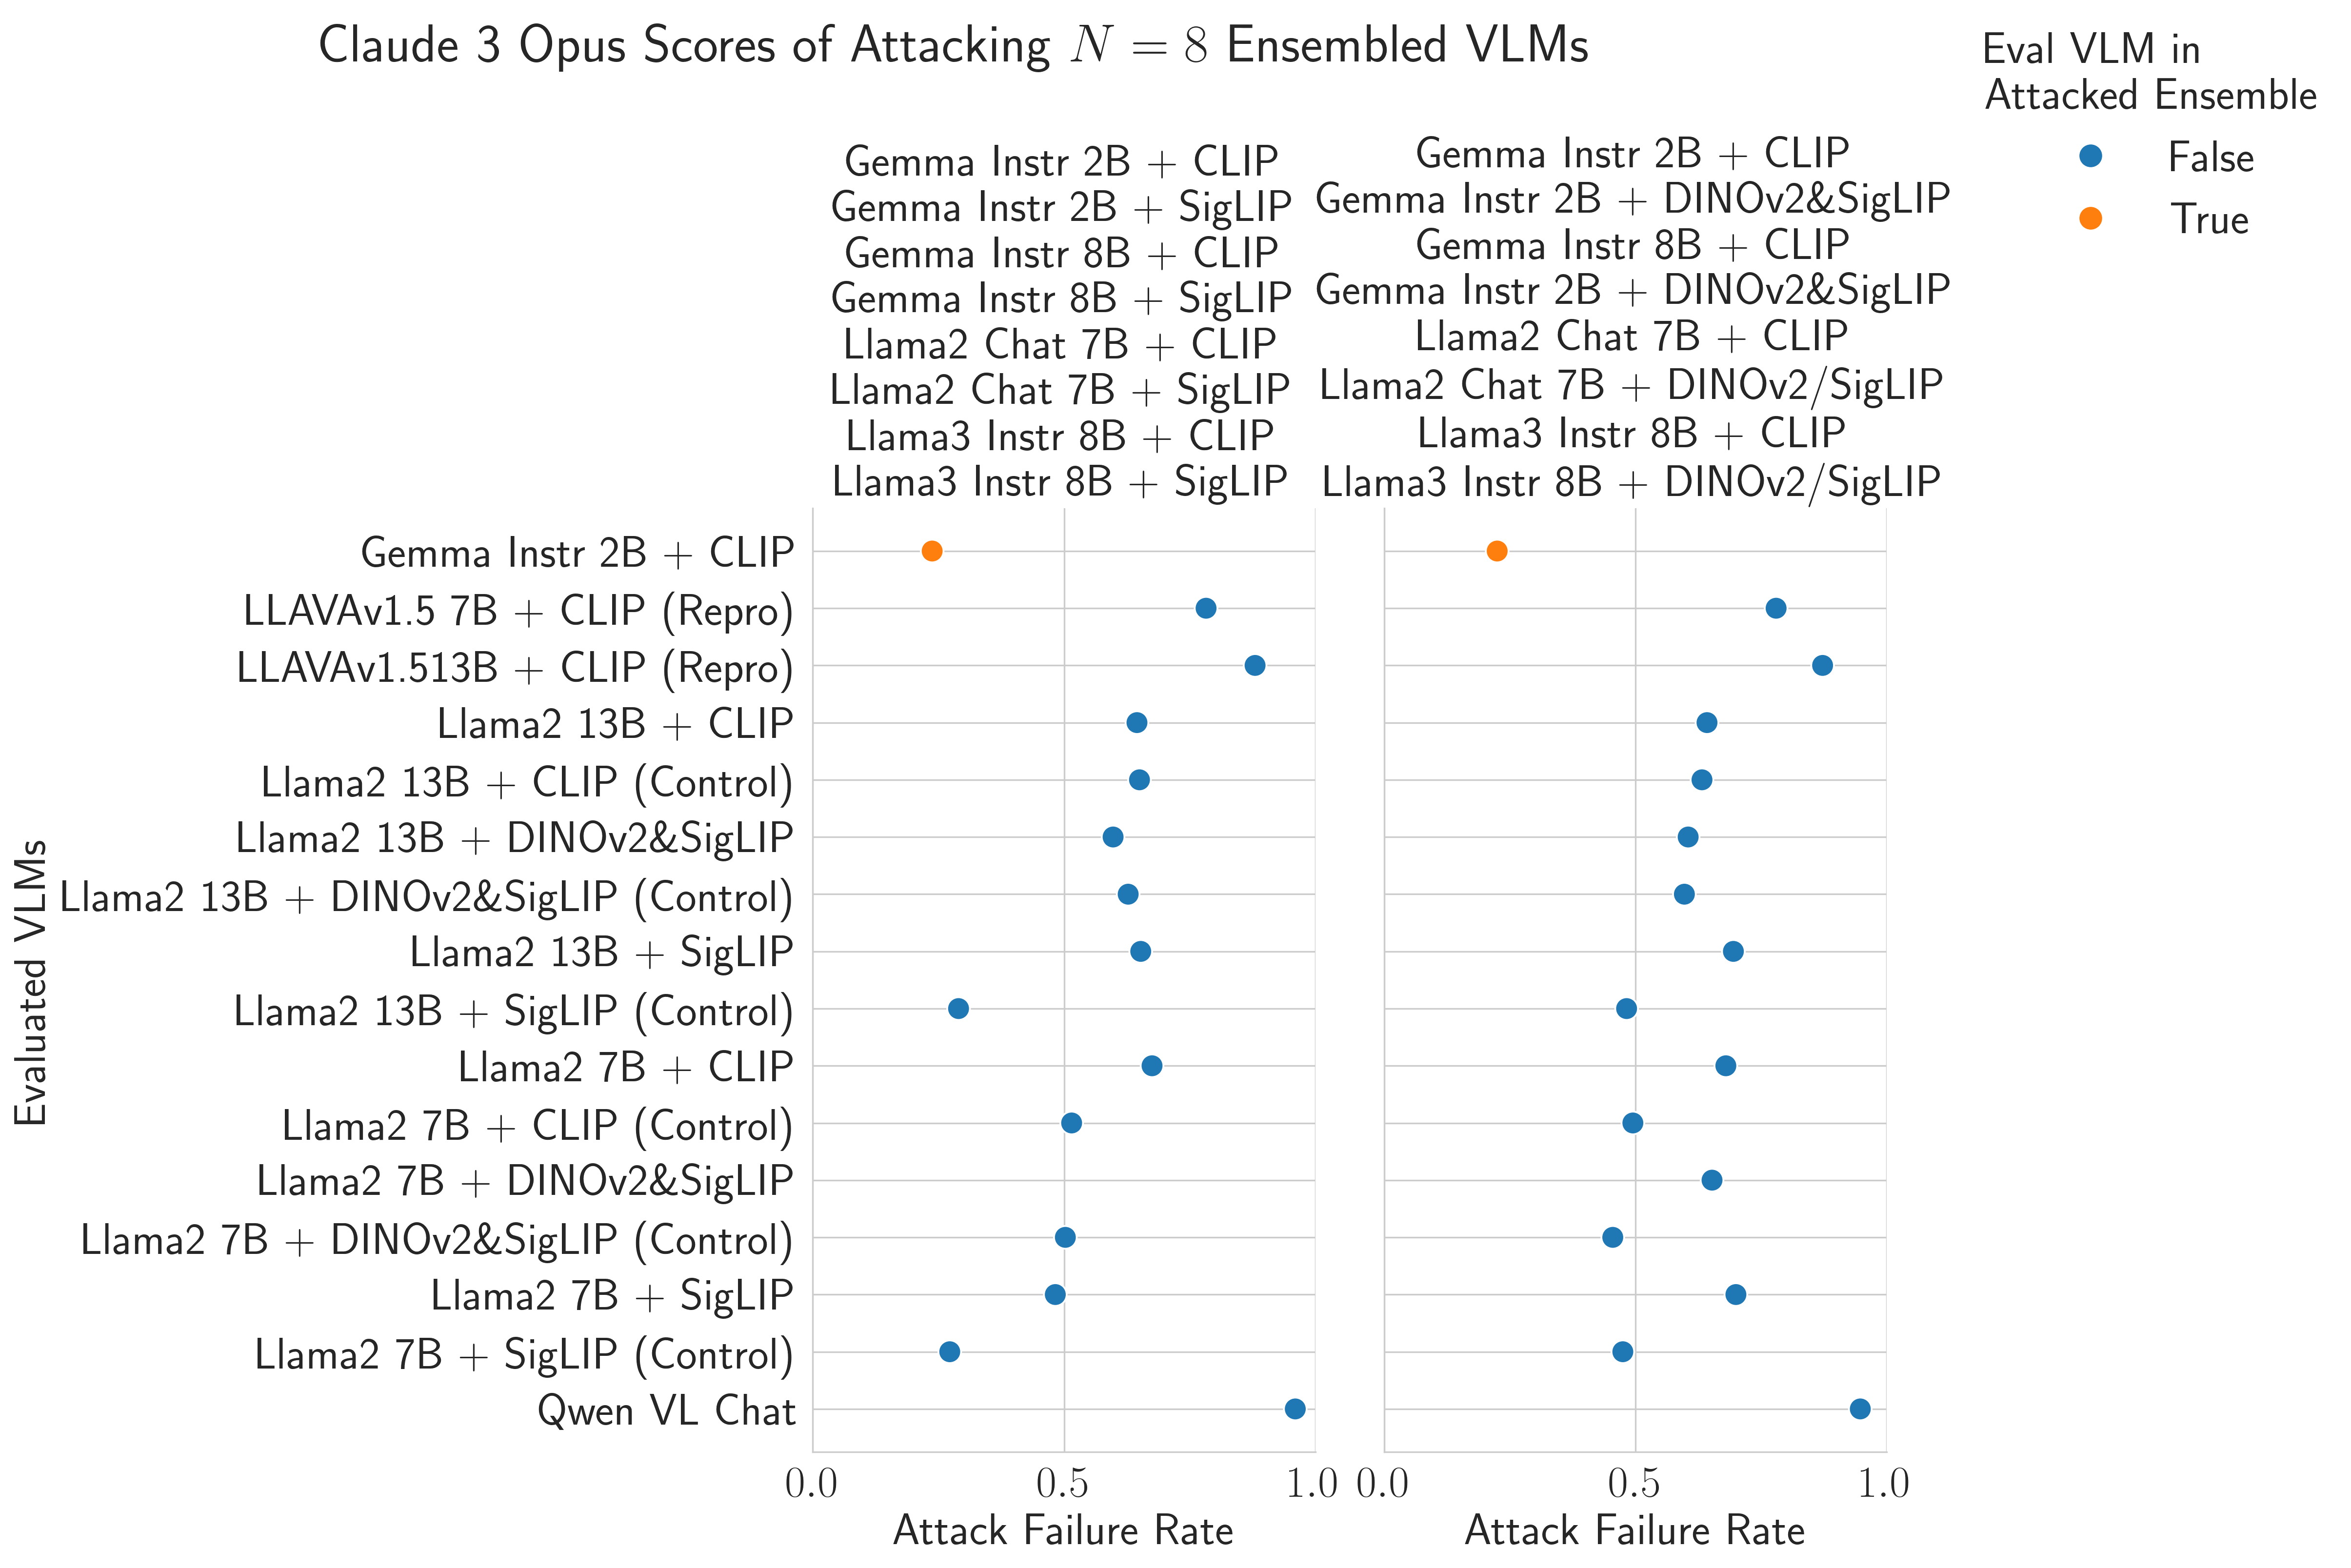 Claude 3 Opus Scores of Attacking N = 8 Ensembled VLMs
Eval VLM in
Attacked Ensemble
False
True
Gemma Instr 2B + CLIP
Gemma Instr 2B + SigLIP
Gemma Instr 8B + CLIP
Gemma Instr 8B + SigLIP
Llama2 Chat 7B + CLIP
Llama2 Chat 7B + SigLIP
Llama3 Instr 8B + CLIP
Llama3 Instr 8B + SigLIP
Gemma Instr 2B + CLIP
Gemma Instr 2B + DINOv2&SigLIP
Gemma Instr 8B + CLIP
Gemma Instr 2B + DINOv2&SigLIP
Llama2 Chat 7B + CLIP
Llama2 Chat 7B + DINOv2/SigLIP
Llama3 Instr 8B + CLIP
Llama3 Instr 8B + DINOv2/SigLIP
Evaluated VLMs
Gemma Instr 2B + CLIP
LLAVAv1.5 7B + CLIP (Repro)
LLAVAv1.513B + CLIP (Repro)
Llama2 13B + CLIP
Llama2 13B + CLIP (Control)
Llama2 13B + DINOv2&SigLIP
Llama2 13B + DINOv2&SigLIP (Control)
Llama2 13B + SigLIP
Llama2 13B + SigLIP (Control)
Llama2 7B + CLIP
Llama2 7B + CLIP (Control)
Llama2 7B + DINOv2&SigLIP
Llama2 7B + DINOv2&SigLIP (Control)
Llama2 7B + SigLIP
Llama2 7B + SigLIP (Control)
Qwen VL Chat
0.0 0.5 1.0
Attack Failure Rate
0.0 0.5 1.0
Attack Failure Rate